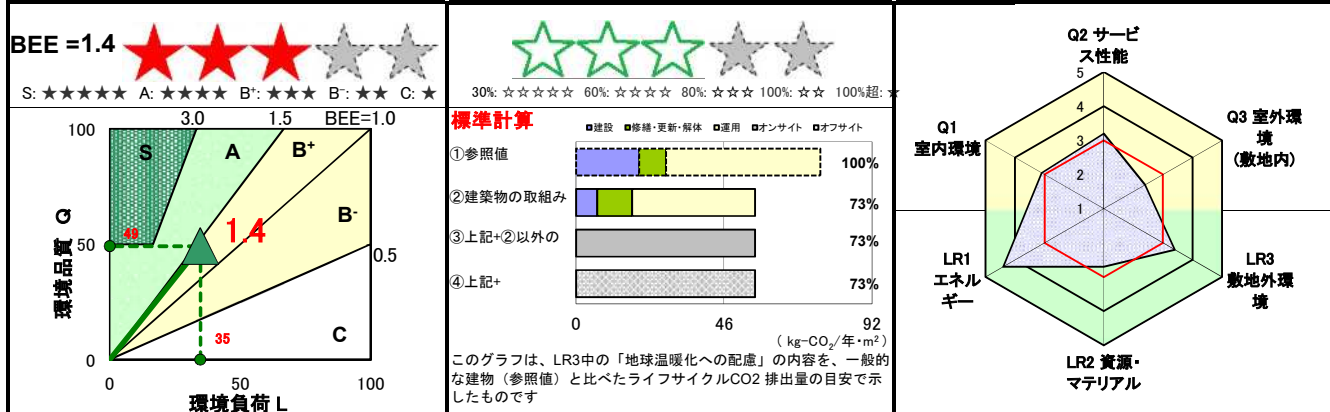 BEE =1.4
S: ★★★★★ A: ★★★★ B⁺: ★★★ B⁻: ★★ C: ★
3.0 1.5 BEE=1.0
100
S
A
B⁺
B⁻
49
1.4
50
0.5
35
C
0
0 50 100
環境品質 Q
環境負荷 L
30%: ☆☆☆☆☆ 60%: ☆☆☆☆ 80%: ☆☆☆ 100%: ☆☆ 100%超: ☆
標準計算
建設 修繕・更新・解体 運用 オンサイト オフサイト
①参照値 100%
②建築物の取組み 73%
③上記+②以外の 73%
④上記+ 73%
0 46 92
( kg-CO₂/年・m² )
このグラフは、LR3中の「地球温暖化への配慮」の内容を、一般的
な建物（参照値）と比べたライフサイクルCO2 排出量の目安で示
したものです
Q2 サービ
ス性能
5
4
3
2
1
Q1
室内環境
Q3 室外環
境
(敷地内)
LR1
エネル
ギー
LR3
敷地外環
境
LR2 資源・
マテリアル